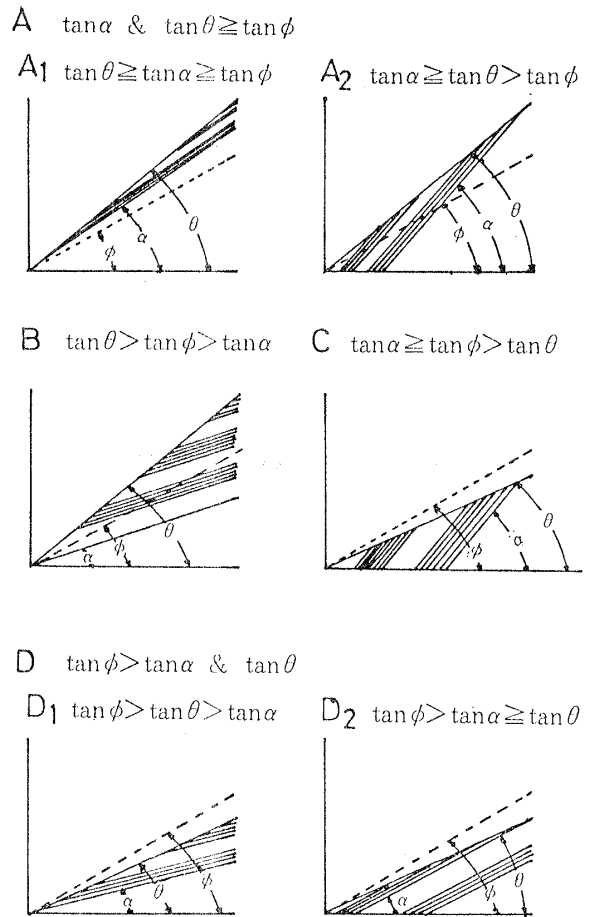 A tanα & tanθ≧tanϕ
A1 tanθ≧tanα≧tanϕ
A2 tanα≧tanθ>tanϕ
ϕ α θ
ϕ α θ
B tanθ>tanϕ>tanα
C tanα≧tanϕ>tanθ
α ϕ θ
ϕ α θ
D tanϕ>tanα & tanθ
D1 tanϕ>tanθ>tanα
D2 tanϕ>tanα≧tanθ
α θ ϕ
α ϕ θ